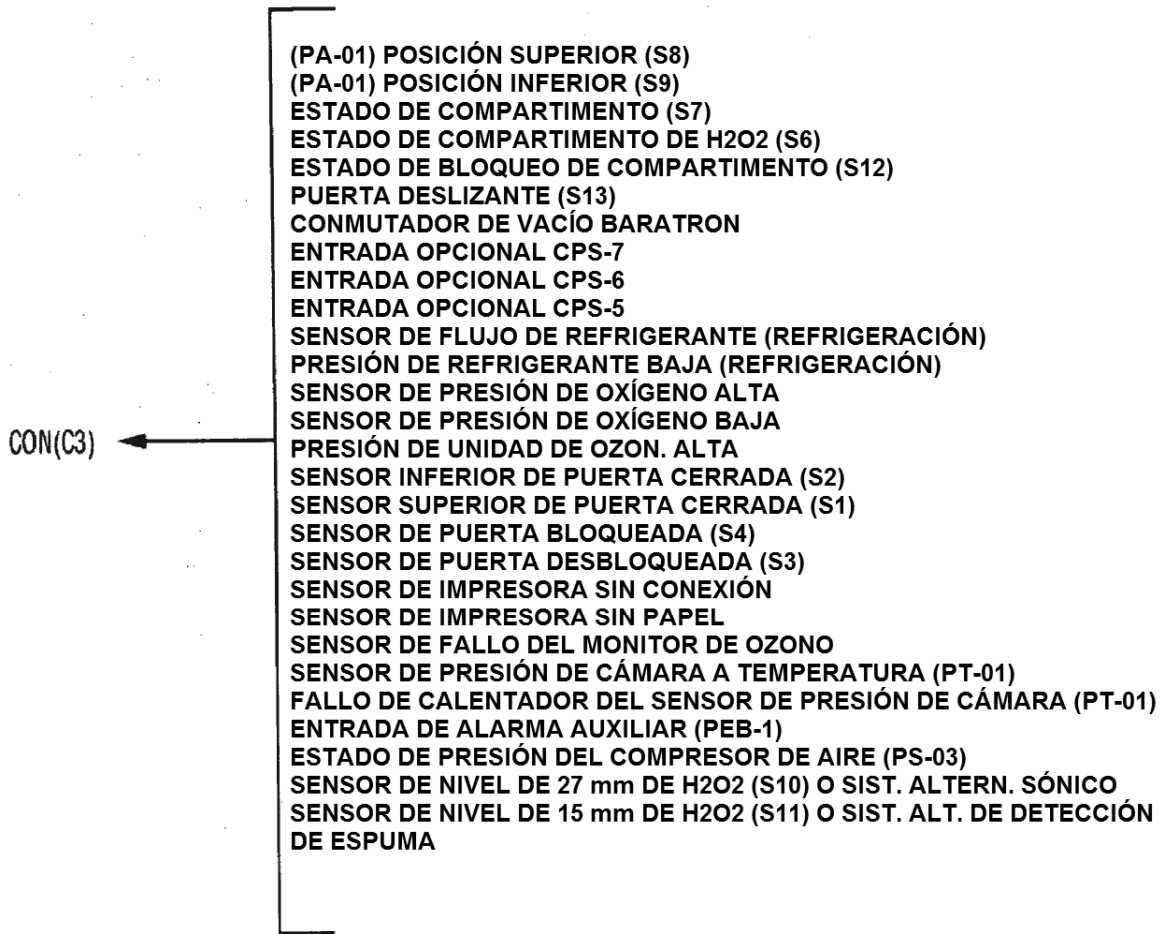 (PA-01) POSICIÓN SUPERIOR (S8)
(PA-01) POSICIÓN INFERIOR (S9)
ESTADO DE COMPARTIMENTO (S7)
ESTADO DE COMPARTIMENTO DE H2O2 (S6)
ESTADO DE BLOQUEO DE COMPARTIMENTO (S12)
PUERTA DESLIZANTE (S13)
CONMUTADOR DE VACÍO BARATRON
ENTRADA OPCIONAL CPS-7
ENTRADA OPCIONAL CPS-6
ENTRADA OPCIONAL CPS-5
SENSOR DE FLUJO DE REFRIGERANTE (REFRIGERACIÓN)
PRESIÓN DE REFRIGERANTE BAJA (REFRIGERACIÓN)
SENSOR DE PRESIÓN DE OXÍGENO ALTA
SENSOR DE PRESIÓN DE OXÍGENO BAJA
CON(C3)
PRESIÓN DE UNIDAD DE OZON. ALTA
SENSOR INFERIOR DE PUERTA CERRADA (S2)
SENSOR SUPERIOR DE PUERTA CERRADA (S1)
SENSOR DE PUERTA BLOQUEADA (S4)
SENSOR DE PUERTA DESBLOQUEADA (S3)
SENSOR DE IMPRESORA SIN CONEXIÓN
SENSOR DE IMPRESORA SIN PAPEL
SENSOR DE FALLO DEL MONITOR DE OZONO
SENSOR DE PRESIÓN DE CÁMARA A TEMPERATURA (PT-01)
FALLO DE CALENTADOR DEL SENSOR DE PRESIÓN DE CÁMARA (PT-01)
ENTRADA DE ALARMA AUXILIAR (PEB-1)
ESTADO DE PRESIÓN DEL COMPRESOR DE AIRE (PS-03)
SENSOR DE NIVEL DE 27 mm DE H2O2 (S10) O SIST. ALTERN. SÓNICO
SENSOR DE NIVEL DE 15 mm DE H2O2 (S11) O SIST. ALT. DE DETECCIÓN
DE ESPUMA